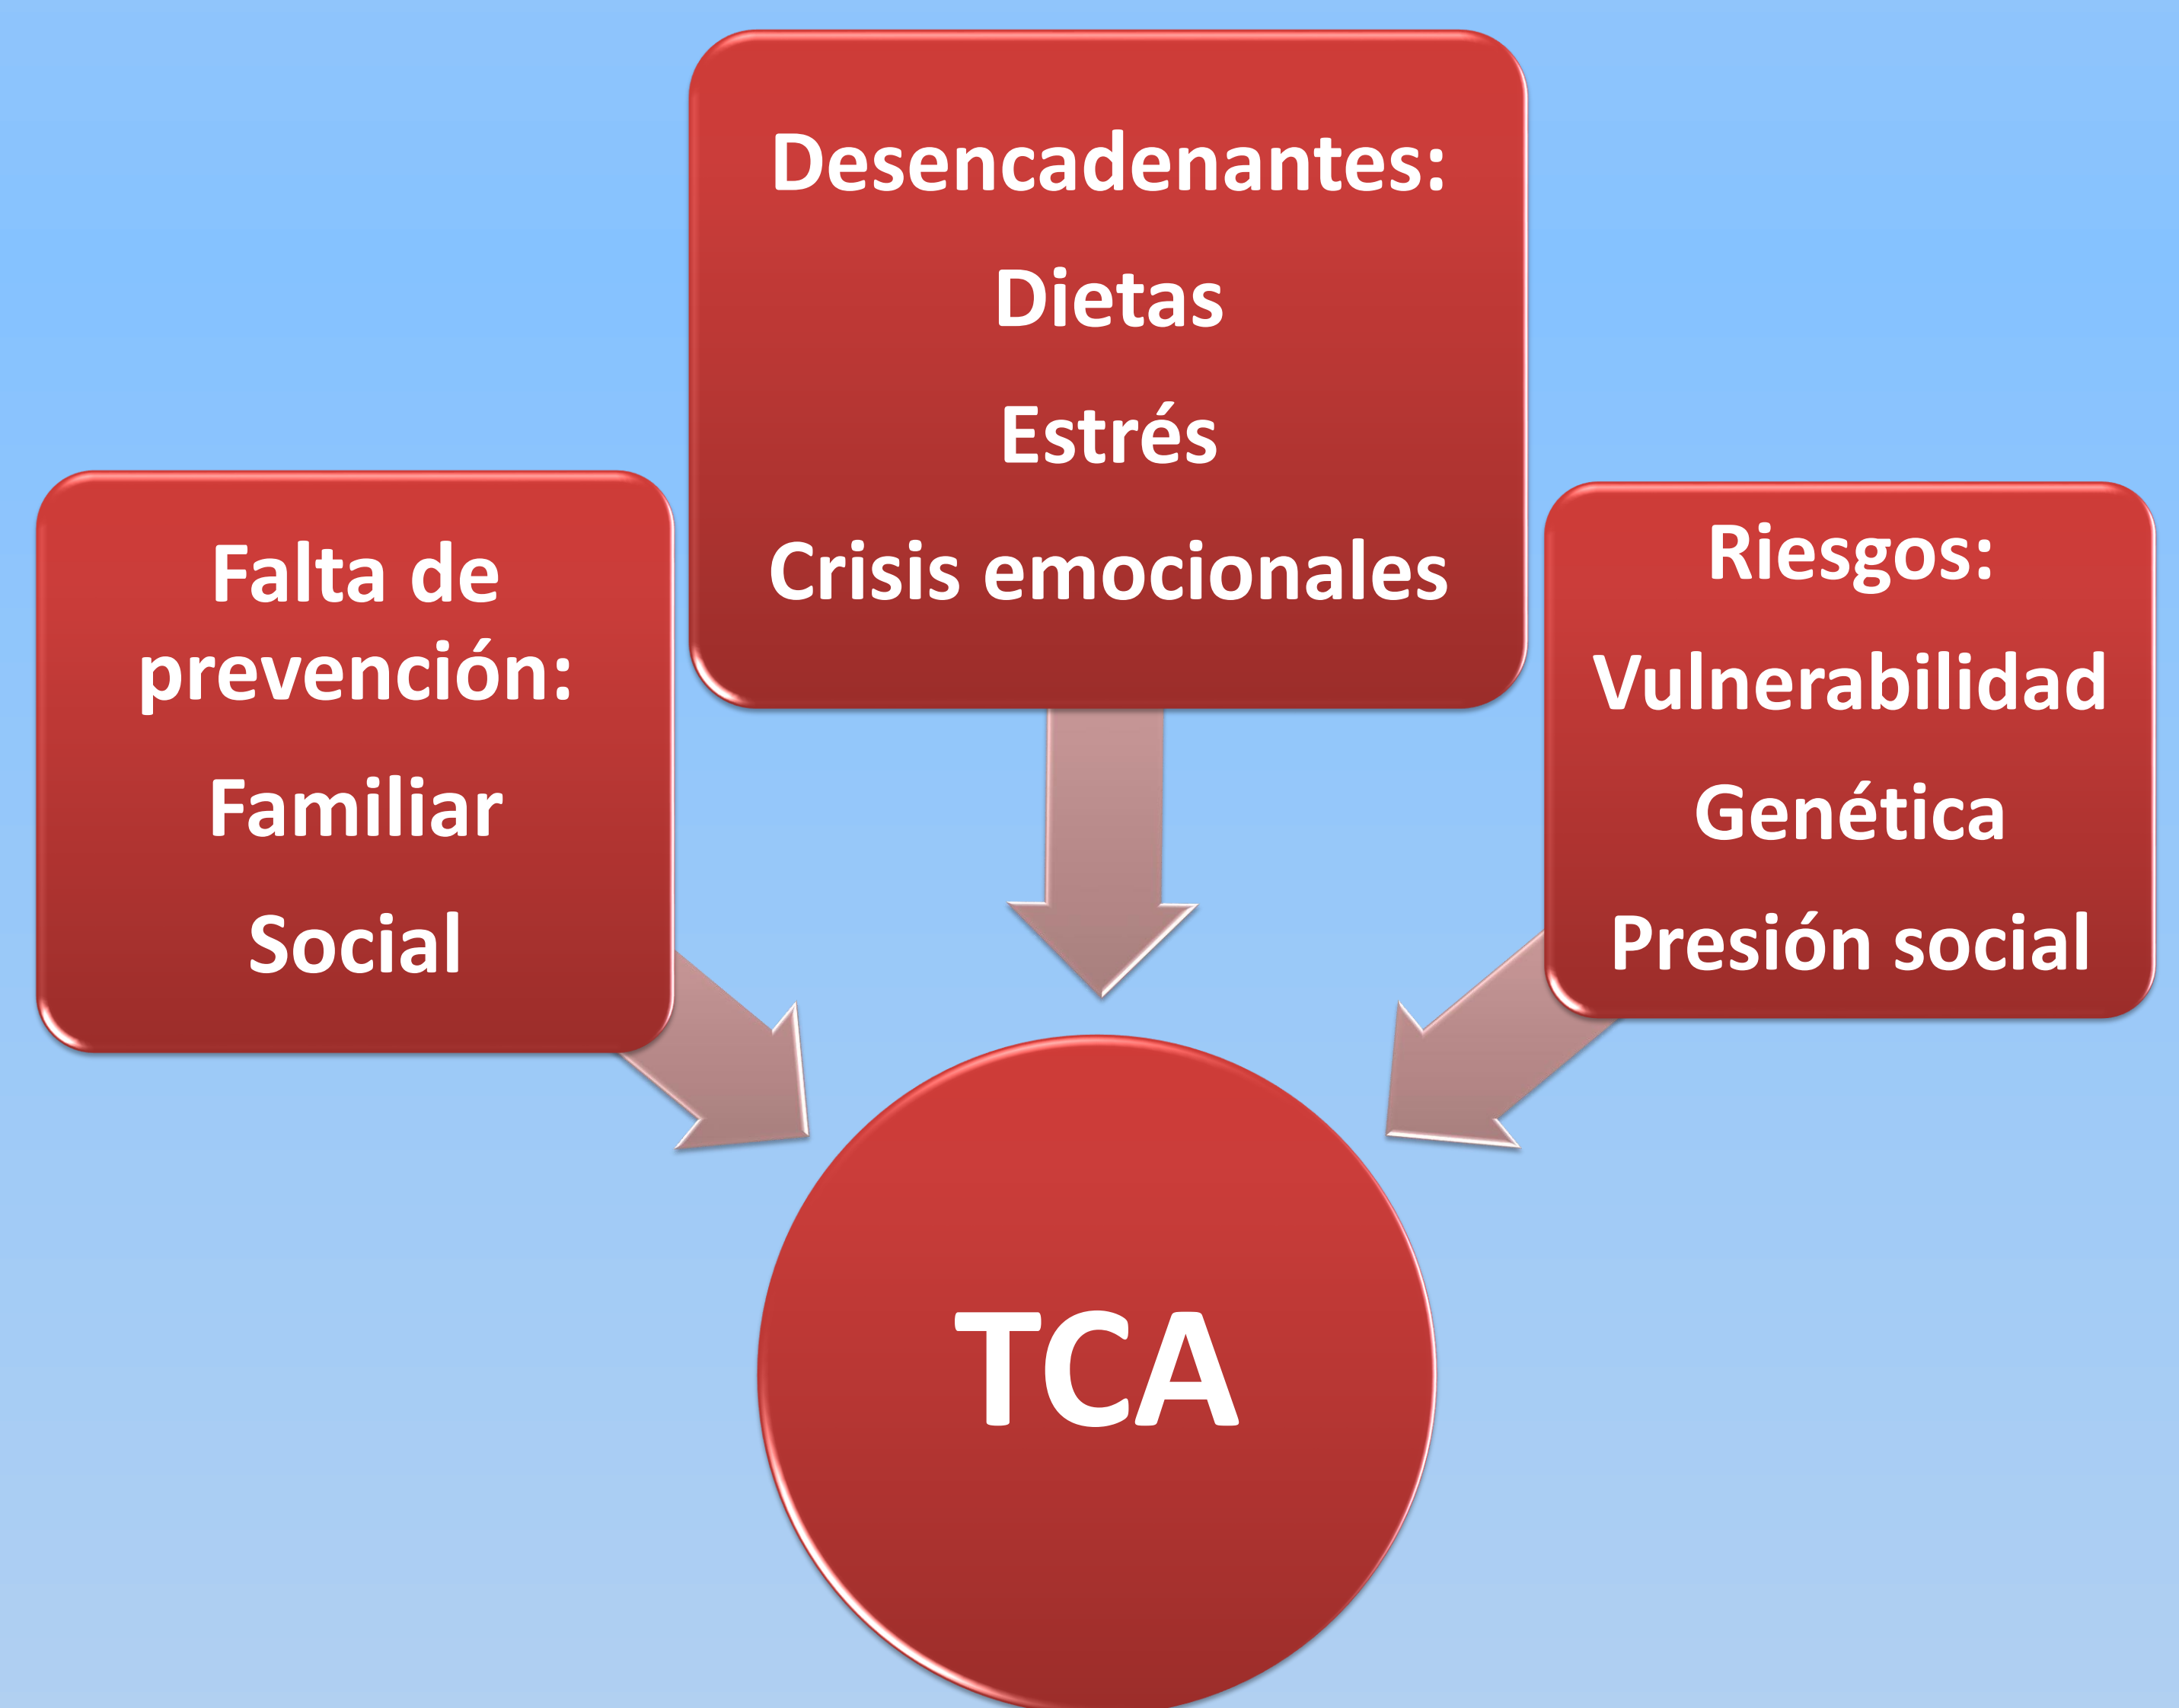 Desencadenantes:
Dietas
Estrés
Crisis emocionales
Falta de
prevención:
Familiar
Social
Riesgos:
Vulnerabilidad
Genética
Presión social
TCA